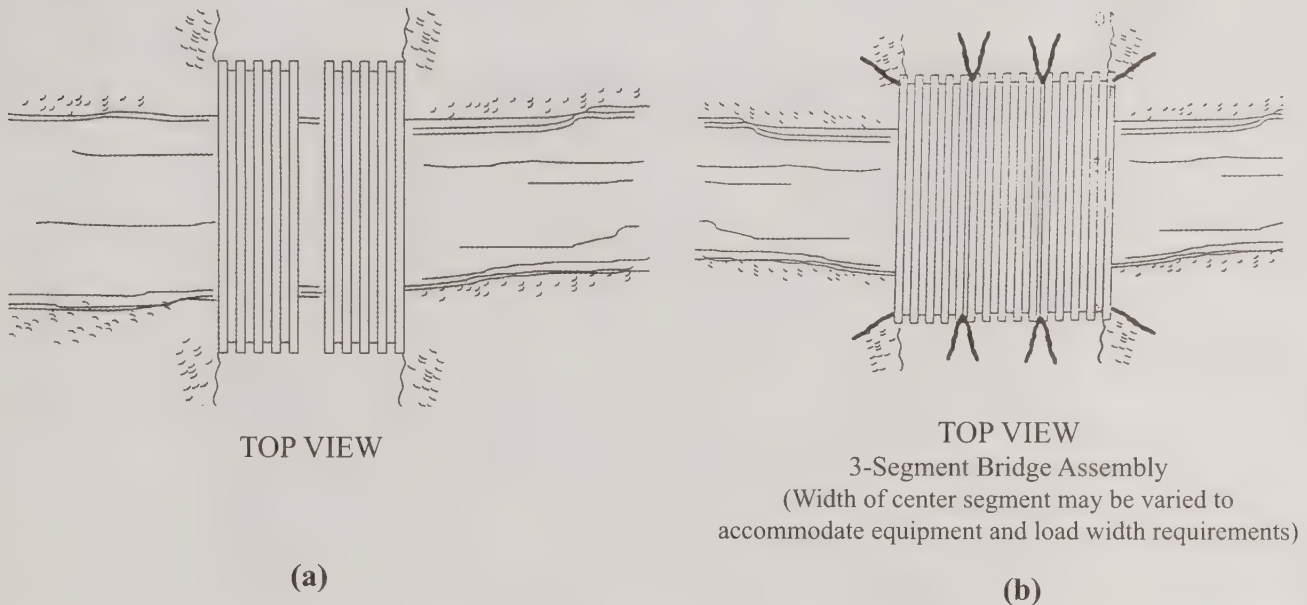 TOP VIEW
(a)
TOP VIEW
3-Segment Bridge Assembly
(Width of center segment may be varied to
accommodate equipment and load width requirements)
(b)